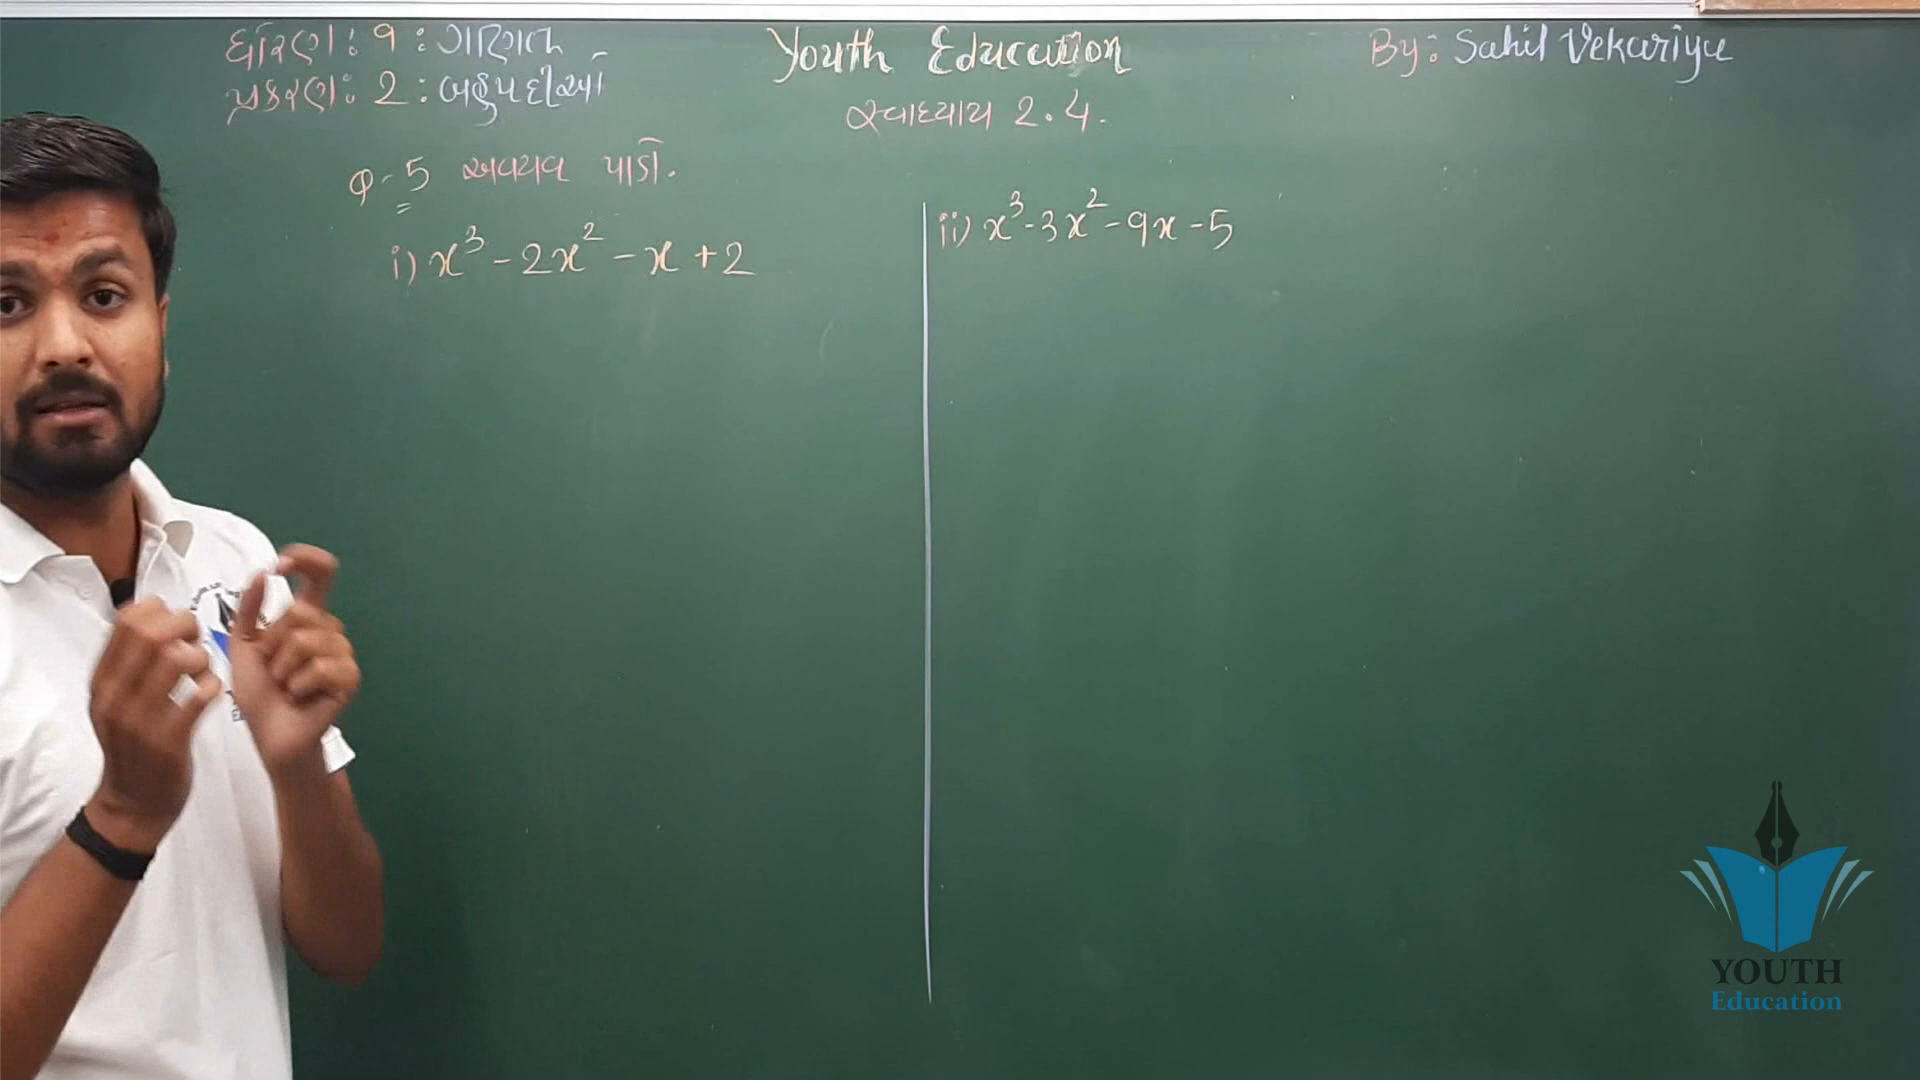 ધોરણ : 9 : ગણિત
પ્રકરણ : 2 : બહુપદીઓ
Youth Education
સ્વાધ્યાય 2.4.
By: Sahil Vekariya
Q-5 અવયવ પાડો.
i) x³ - 2x² - x + 2
ii) x³ - 3x² - 9x - 5
YOUTH
Education